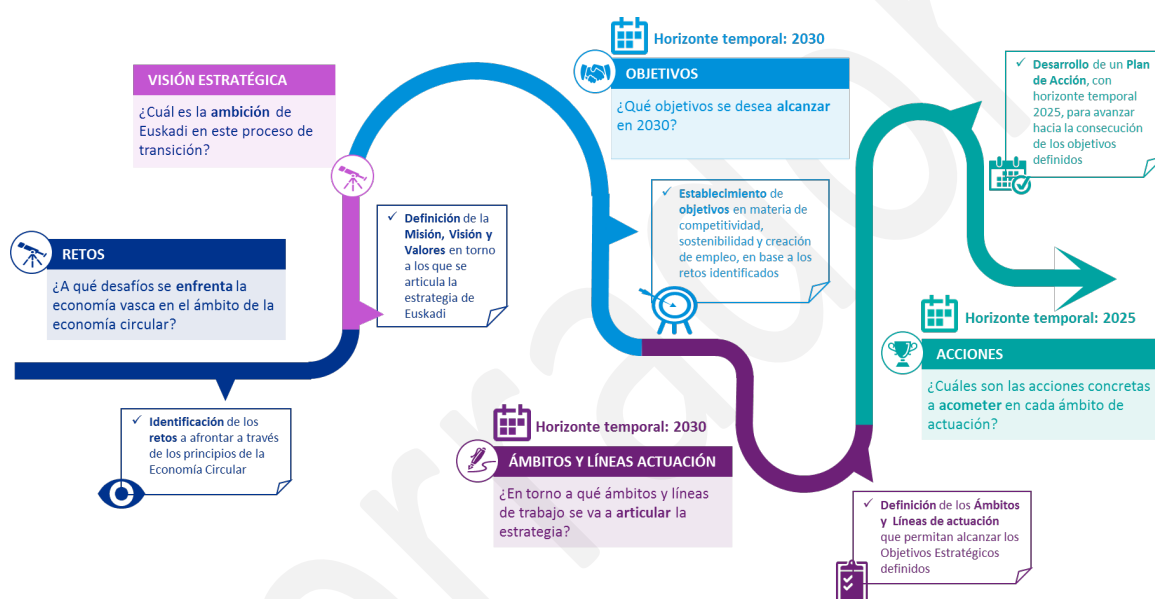 RETOS
¿A qué desafíos se enfrenta la
economía vasca en el ámbito de la
economía circular?
✓ Identificación de los
retos a afrontar a través
de los principios de la
Economía Circular
VISIÓN ESTRATÉGICA
¿Cuál es la ambición de
Euskadi en este proceso de
transición?
✓ Definición de la
Misión, Visión y
Valores en torno
a los que se
articula la
estrategia de
Euskadi
Horizonte temporal: 2030
OBJETIVOS
¿Qué objetivos se desea alcanzar
en 2030?
✓ Establecimiento de
objetivos en materia de
competitividad,
sostenibilidad y creación
de empleo, en base a los
retos identificados
Horizonte temporal: 2030
ÁMBITOS Y LÍNEAS ACTUACIÓN
¿En torno a qué ámbitos y líneas
de trabajo se va a articular la
estrategia?
✓ Definición de los Ámbitos
y Líneas de actuación
que permitan alcanzar los
Objetivos Estratégicos
definidos
Horizonte temporal: 2025
ACCIONES
¿Cuáles son las acciones concretas
a acometer en cada ámbito de
actuación?
✓ Desarrollo de un Plan
de Acción, con
horizonte temporal
2025, para avanzar
hacia la consecución
de los objetivos
definidos